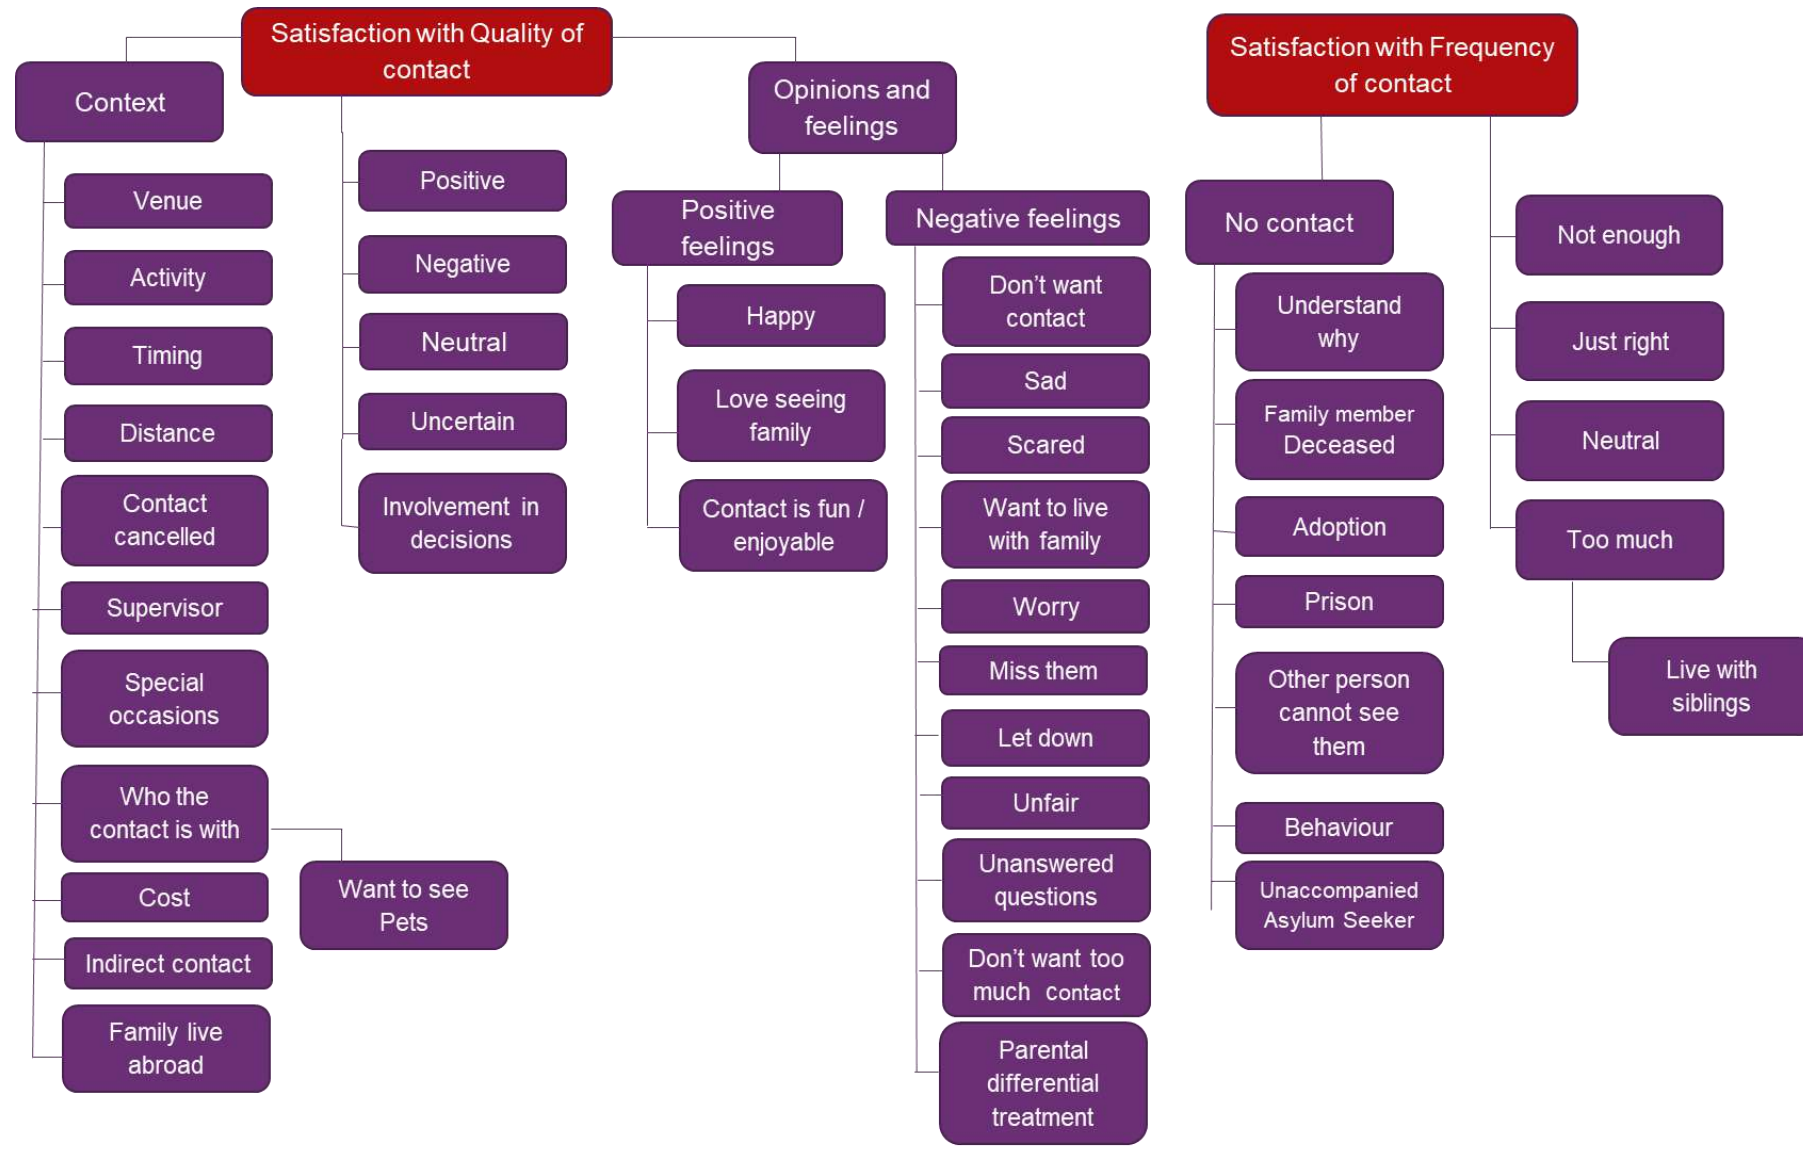 Satisfaction with Quality of
contact
Context
Venue
Activity
Timing
Distance
Contact
cancelled
Supervisor
Special
occasions
Who the
contact is with
Want to see
Pets
Cost
Indirect contact
Family live
abroad
Positive
Negative
Neutral
Uncertain
Involvement in
decisions
Opinions and
feelings
Positive
feelings
Happy
Love seeing
family
Contact is fun /
enjoyable
Negative feelings
Don't want
contact
Sad
Scared
Want to live
with family
Worry
Miss them
Let down
Unfair
Unanswered
questions
Don't want too
much contact
Parental
differential
treatment
Satisfaction with Frequency
of contact
No contact
Understand
why
Family member
Deceased
Adoption
Prison
Other person
cannot see
them
Behaviour
Unaccompanied
Asylum Seeker
Not enough
Just right
Neutral
Too much
Live with
siblings